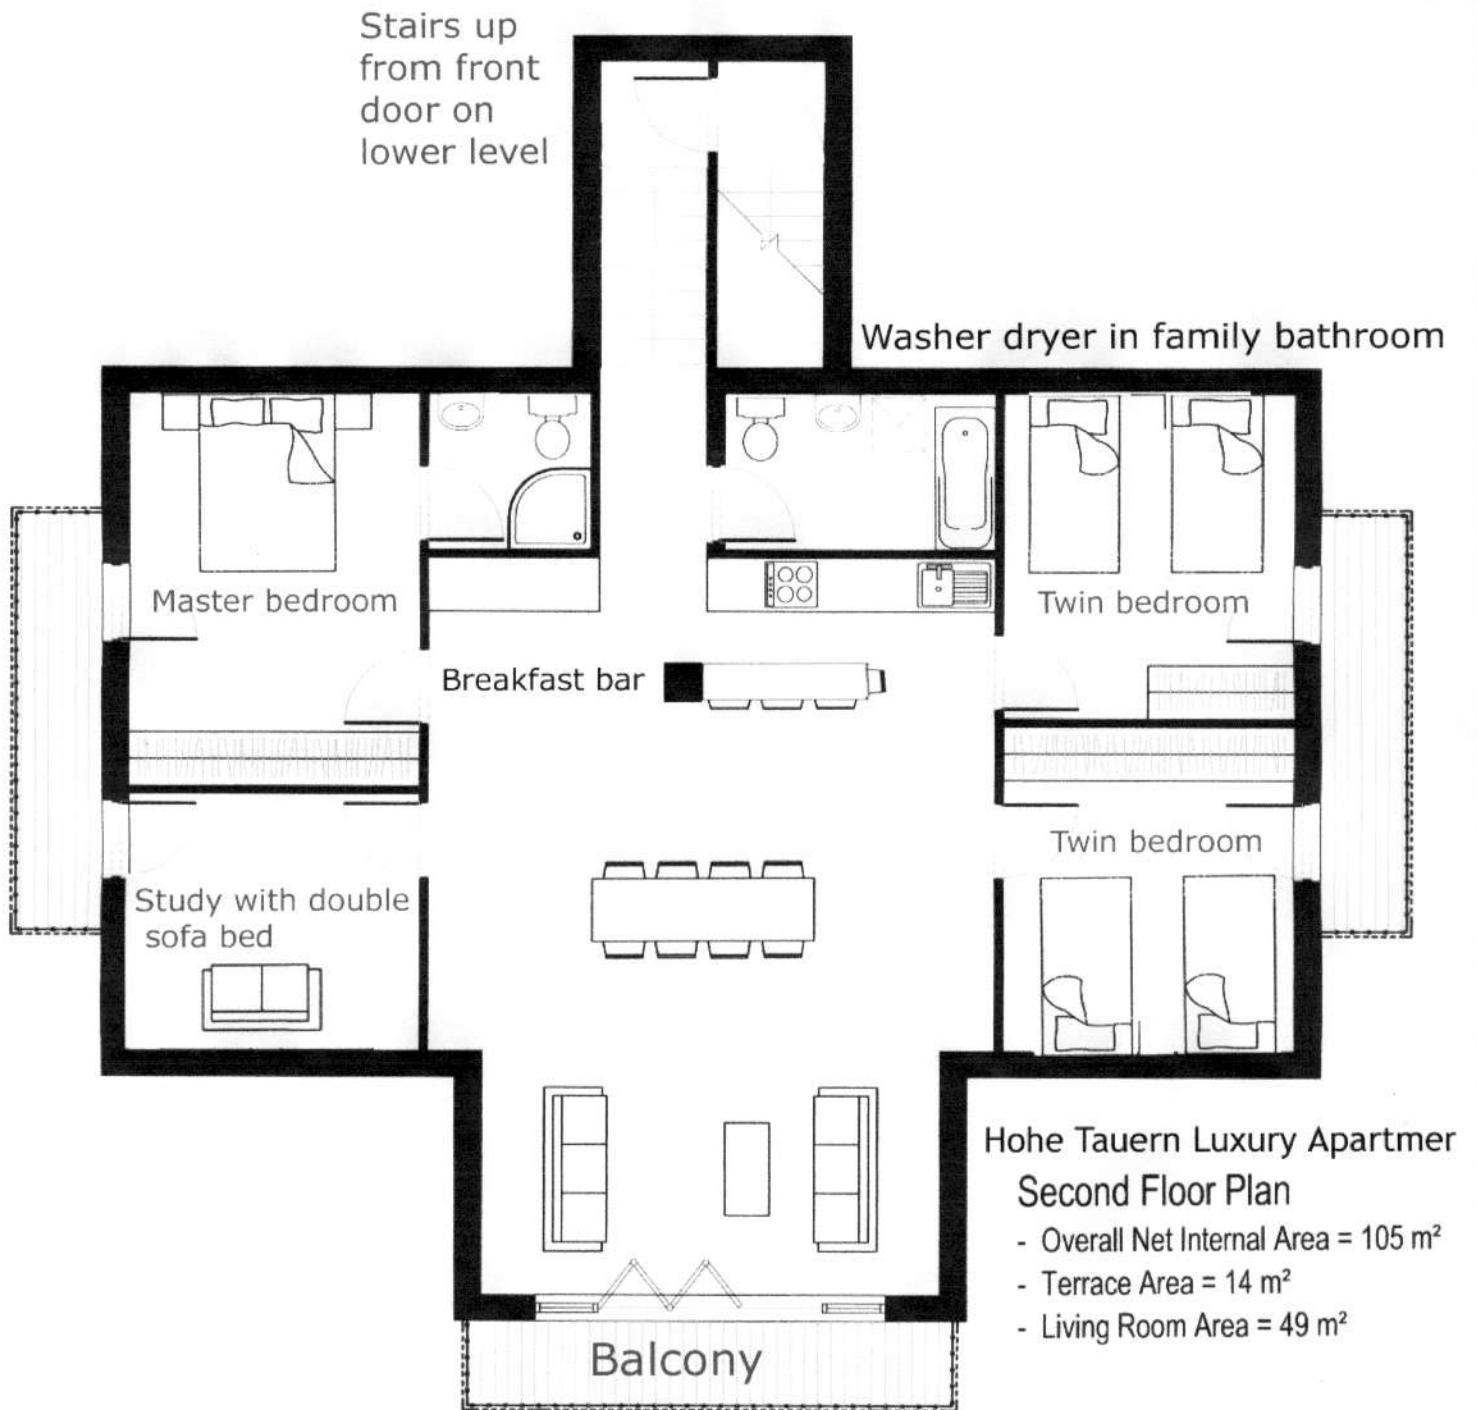 Stairs up
from front
door on
lower level
Washer dryer in family bathroom
Master bedroom
Twin bedroom
Breakfast bar
Twin bedroom
Study with double
sofa bed
Hohe Tauern Luxury Apartmer
Second Floor Plan
- Overall Net Internal Area = 105 m²
- Terrace Area = 14 m²
- Living Room Area = 49 m²
Balcony